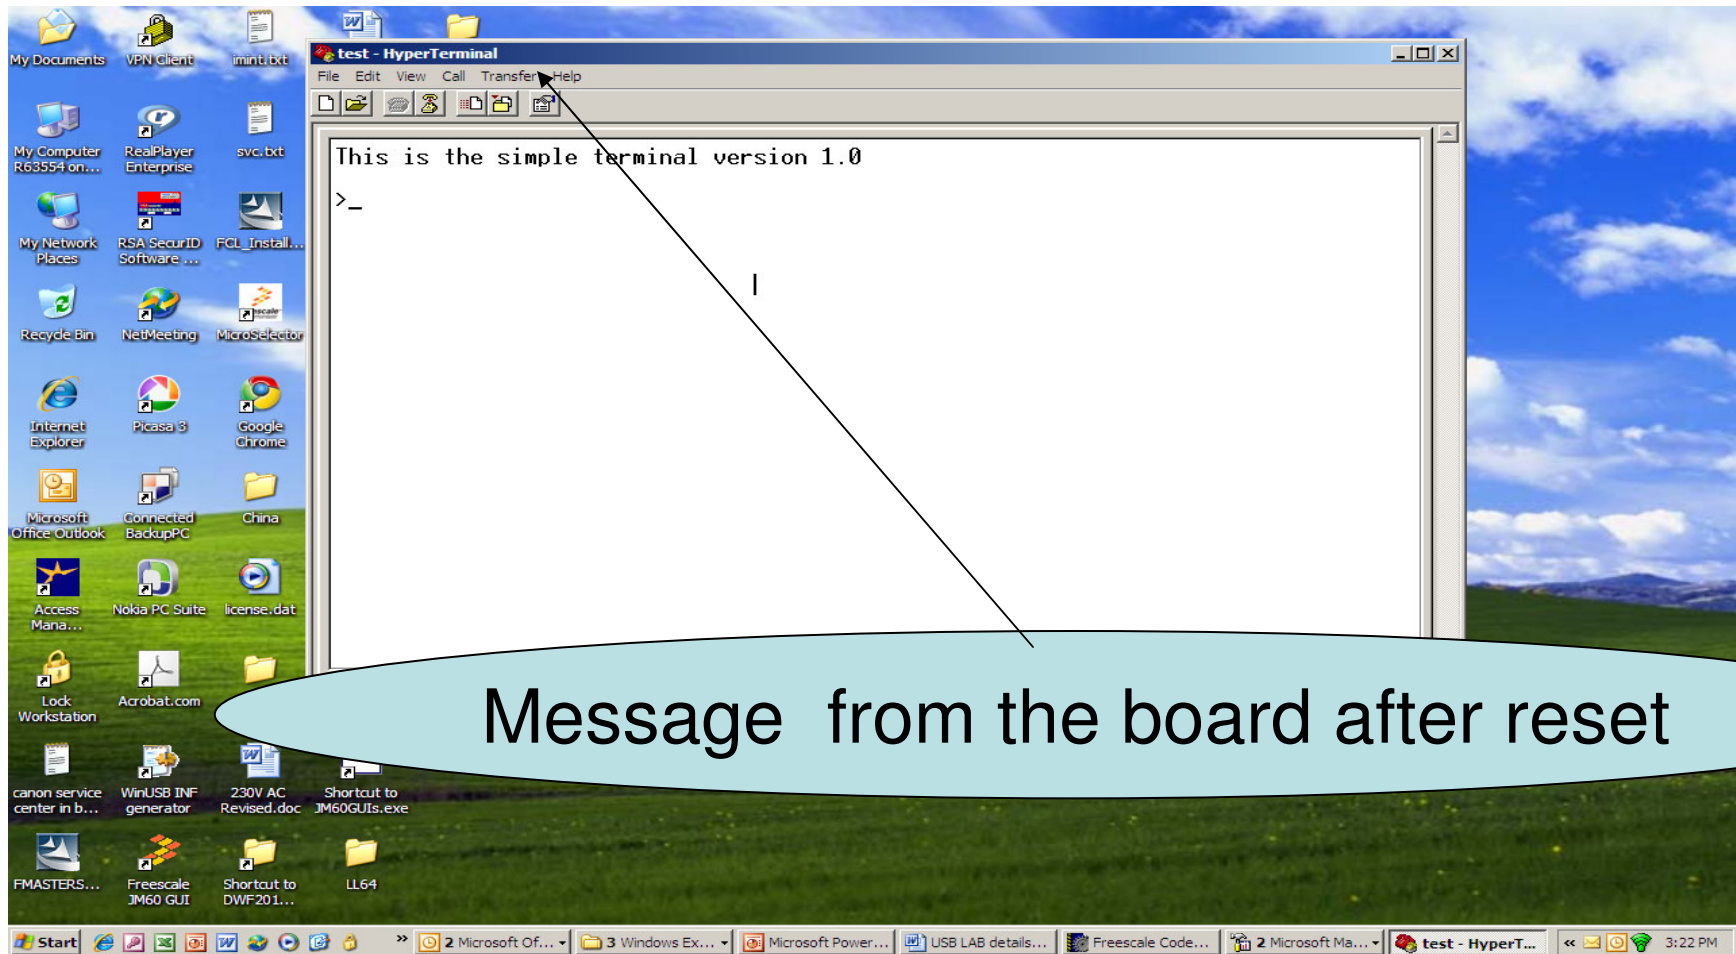 My Documents
VPN Client
imint.txt
test - HyperTerminal
File Edit View Call Transfer Help
My Computer
R63554 on...
RealPlayer
Enterprise
svc.txt
This is the simple terminal version 1.0
>_
My Network
Places
RSA SecurID
Software ...
FCL_Install...
Recycle Bin
NetMeeting
MicroSelector
Internet
Explorer
Picasa 3
Google
Chrome
Microsoft
Office Outlook
Connected
BackupPC
China
Access
Mana...
Nokia PC Suite
license.dat
Lock
Workstation
Acrobat.com
Message from the board after reset
canon service
center in b...
WinUSB INF
generator
230V AC
Revised.doc
Shortcut to
JM60GUIs.exe
FMASTERS...
Freescale
JM60 GUI
Shortcut to
DWF201...
LL64
Start
2 Microsoft Of...
3 Windows Ex...
Microsoft Power...
USB LAB details...
Freescale Code...
2 Microsoft Ma...
test - HyperT...
3:22 PM